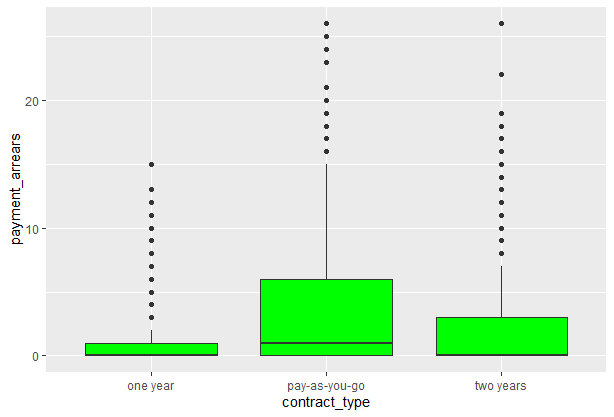 payment_arrears
20
10
0
one year
pay-as-you-go
two years
contract_type